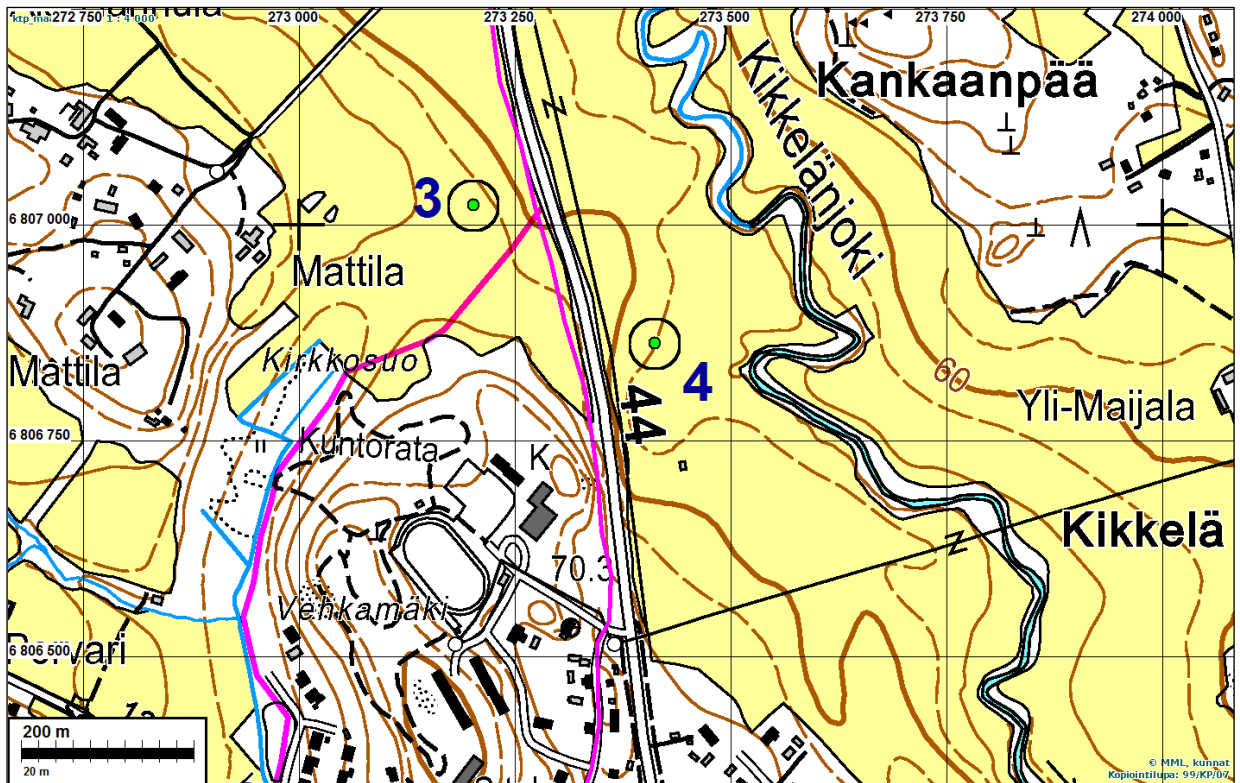 272 750
1 : 4 000
273 000
273 250
273 500
273 750
274 000
Kankaanpää
Kikkelänjoki
3
6 807 000
Mattila
Kirkkosuo
Mattila
4
60
44
Yli-Maijala
6 806 750
Kuntorata
K
Kikkelä
70.3
Vehkamäki
6 806 500
200 m
20 m
© MML, kunnat
Kopiointilupa: 99/KP/07